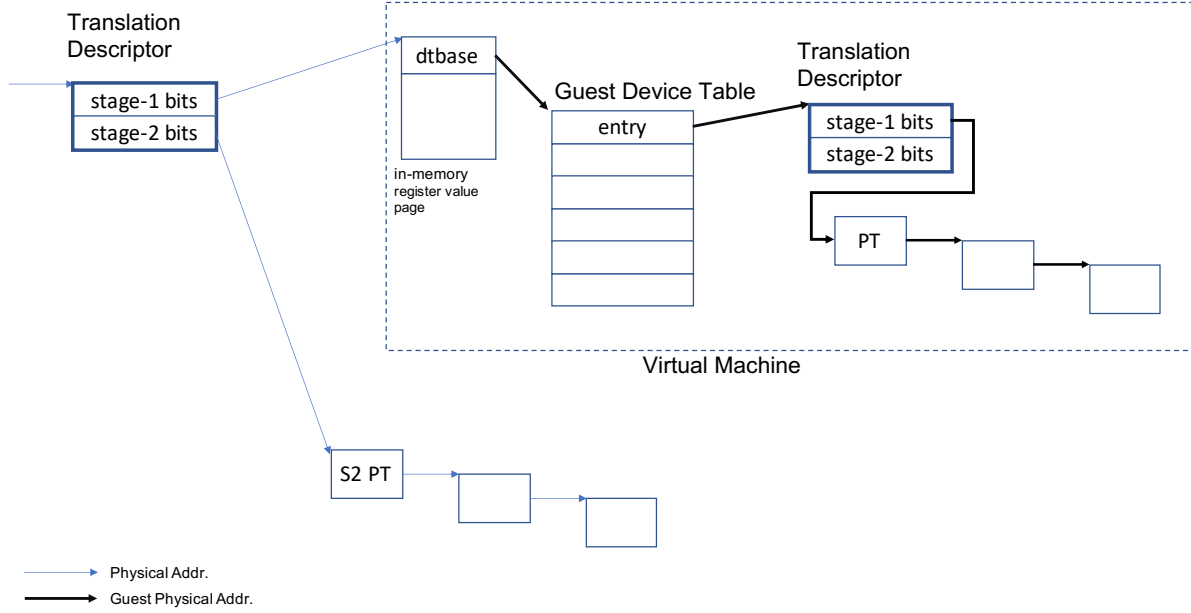 Translation
Descriptor
stage-1 bits
stage-2 bits
dtbase
in-memory
register value
page
Guest Device Table
entry
Translation
Descriptor
stage-1 bits
stage-2 bits
PT
Virtual Machine
S2 PT
Physical Addr.
Guest Physical Addr.